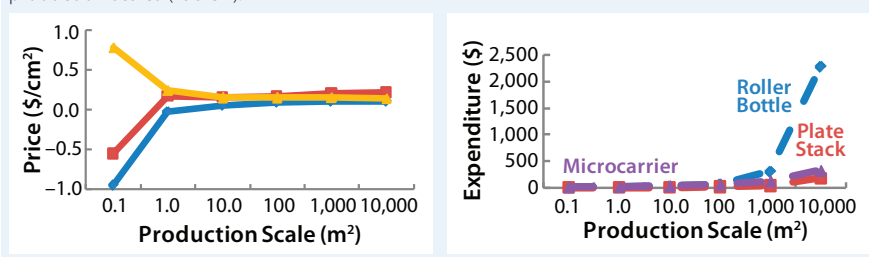 1.0
0.5
0.0
–0.5
–1.0
Price ($/cm²)
0.1 1.0 10.0 100 1,000 10,000
Production Scale (m²)
2,500
2,000
1,500
1,000
500
0
Expenditure ($)
Roller
Bottle
Plate
Stack
Microcarrier
0.1 1.0 10.0 100 1,000 10,000
Production Scale (m²)